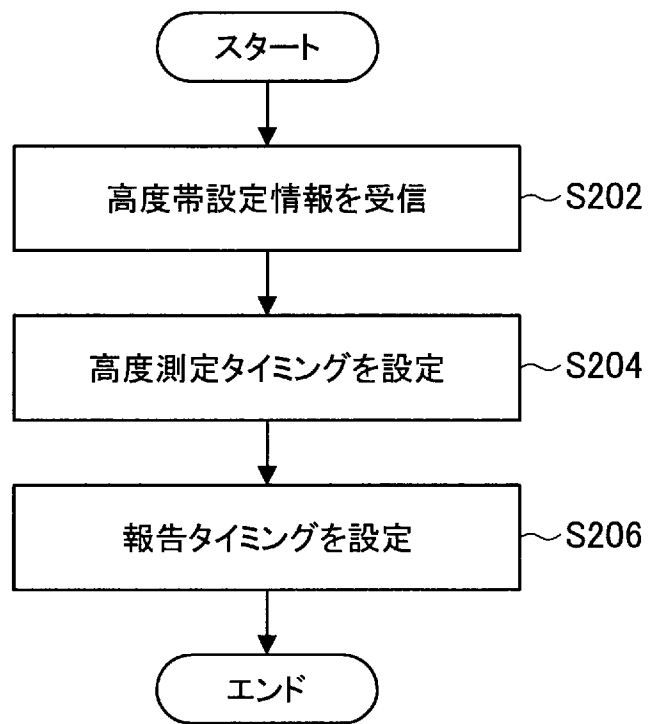 スタート
高度帯設定情報を受信
S202
高度測定タイミングを設定
S204
報告タイミングを設定
S206
エンド